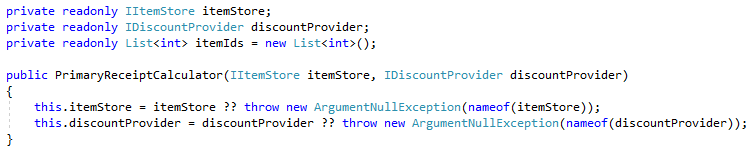 private readonly IItemStore itemStore;
private readonly IDiscountProvider discountProvider;
private readonly List<int> itemIds = new List<int>();

public PrimaryReceiptCalculator(IItemStore itemStore, IDiscountProvider discountProvider)
{
    this.itemStore = itemStore ?? throw new ArgumentNullException(nameof(itemStore));
    this.discountProvider = discountProvider ?? throw new ArgumentNullException(nameof(discountProvider));
}